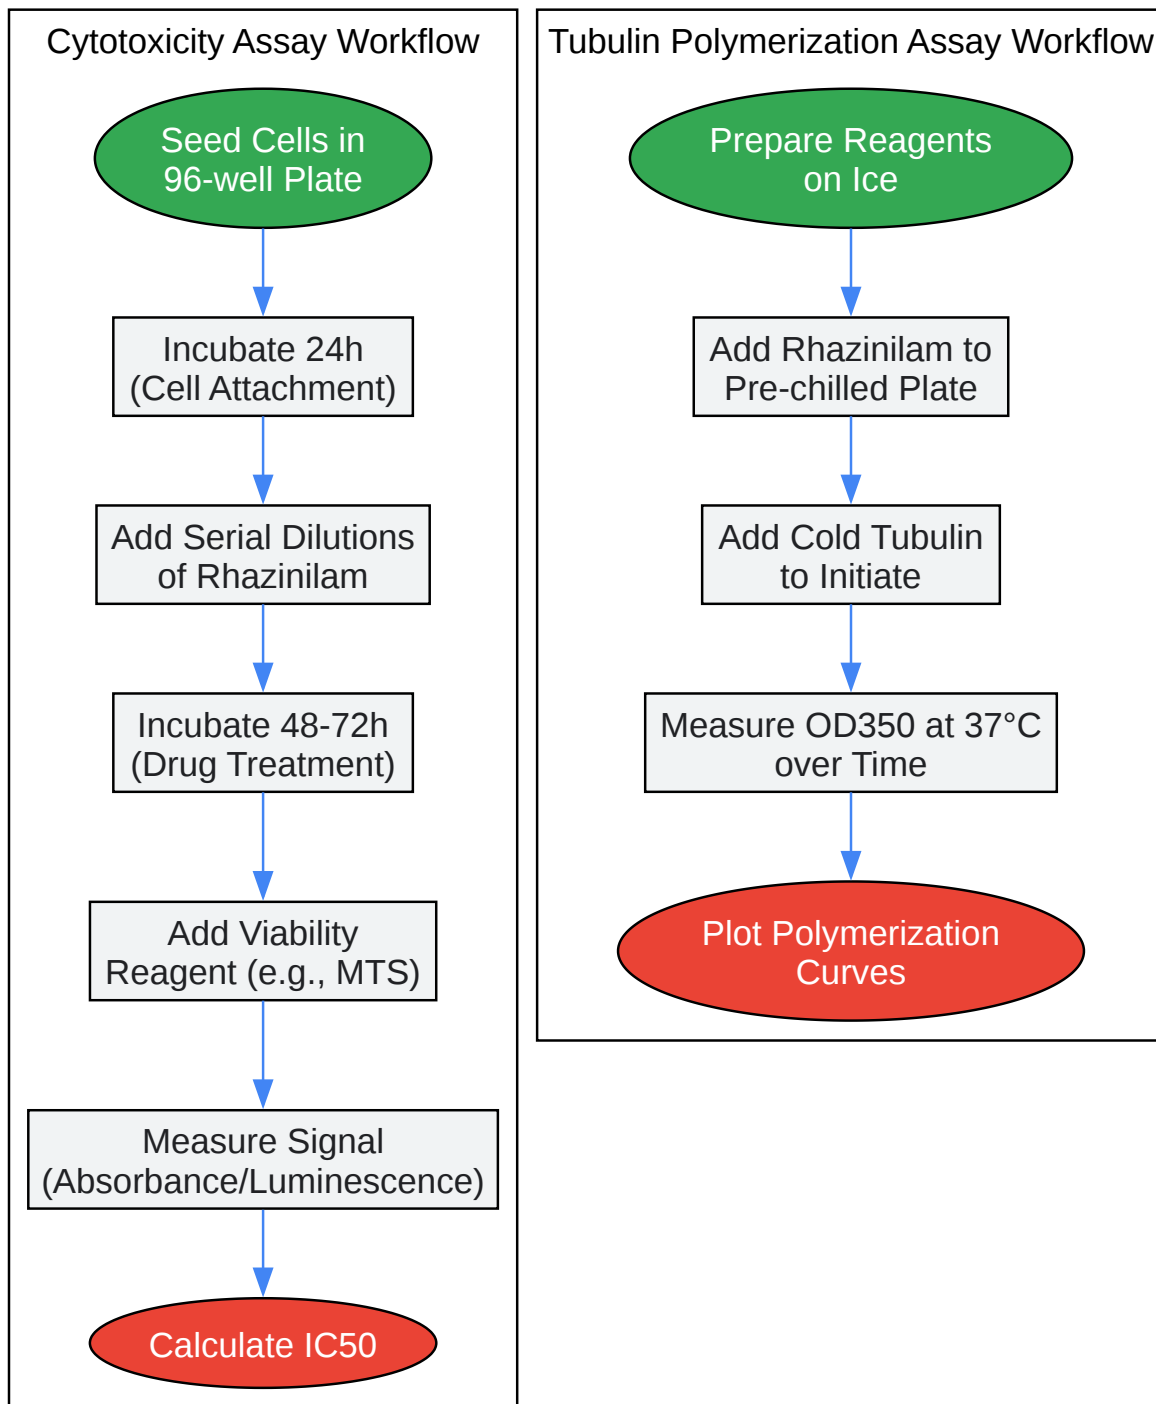 Cytotoxicity Assay Workflow
Seed Cells in
96-well Plate
Incubate 24h
(Cell Attachment)
Add Serial Dilutions
of Rhazinilam
Incubate 48-72h
(Drug Treatment)
Add Viability
Reagent (e.g., MTS)
Measure Signal
(Absorbance/Luminescence)
Calculate IC50
Tubulin Polymerization Assay Workflow
Prepare Reagents
on Ice
Add Rhazinilam to
Pre-chilled Plate
Add Cold Tubulin
to Initiate
Measure OD350 at 37°C
over Time
Plot Polymerization
Curves